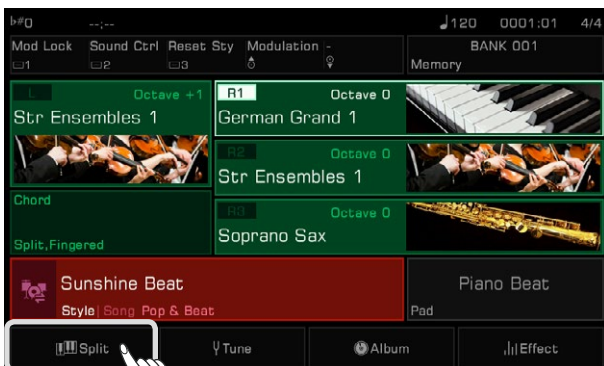 b#0 --;-- ♩120 0001:01 4/4
Mod Lock Sound Ctrl Reset Sty Modulation - BANK 001
1 2 3 Memory
L Octave +1
Str Ensembles 1
R1 Octave 0
German Grand 1
R2 Octave 0
Str Ensembles 1
R3 Octave 0
Soprano Sax
Chord
Split,Fingered
Sunshine Beat
Style| Song Pop & Beat
Piano Beat
Pad
Split Tune Album Effect